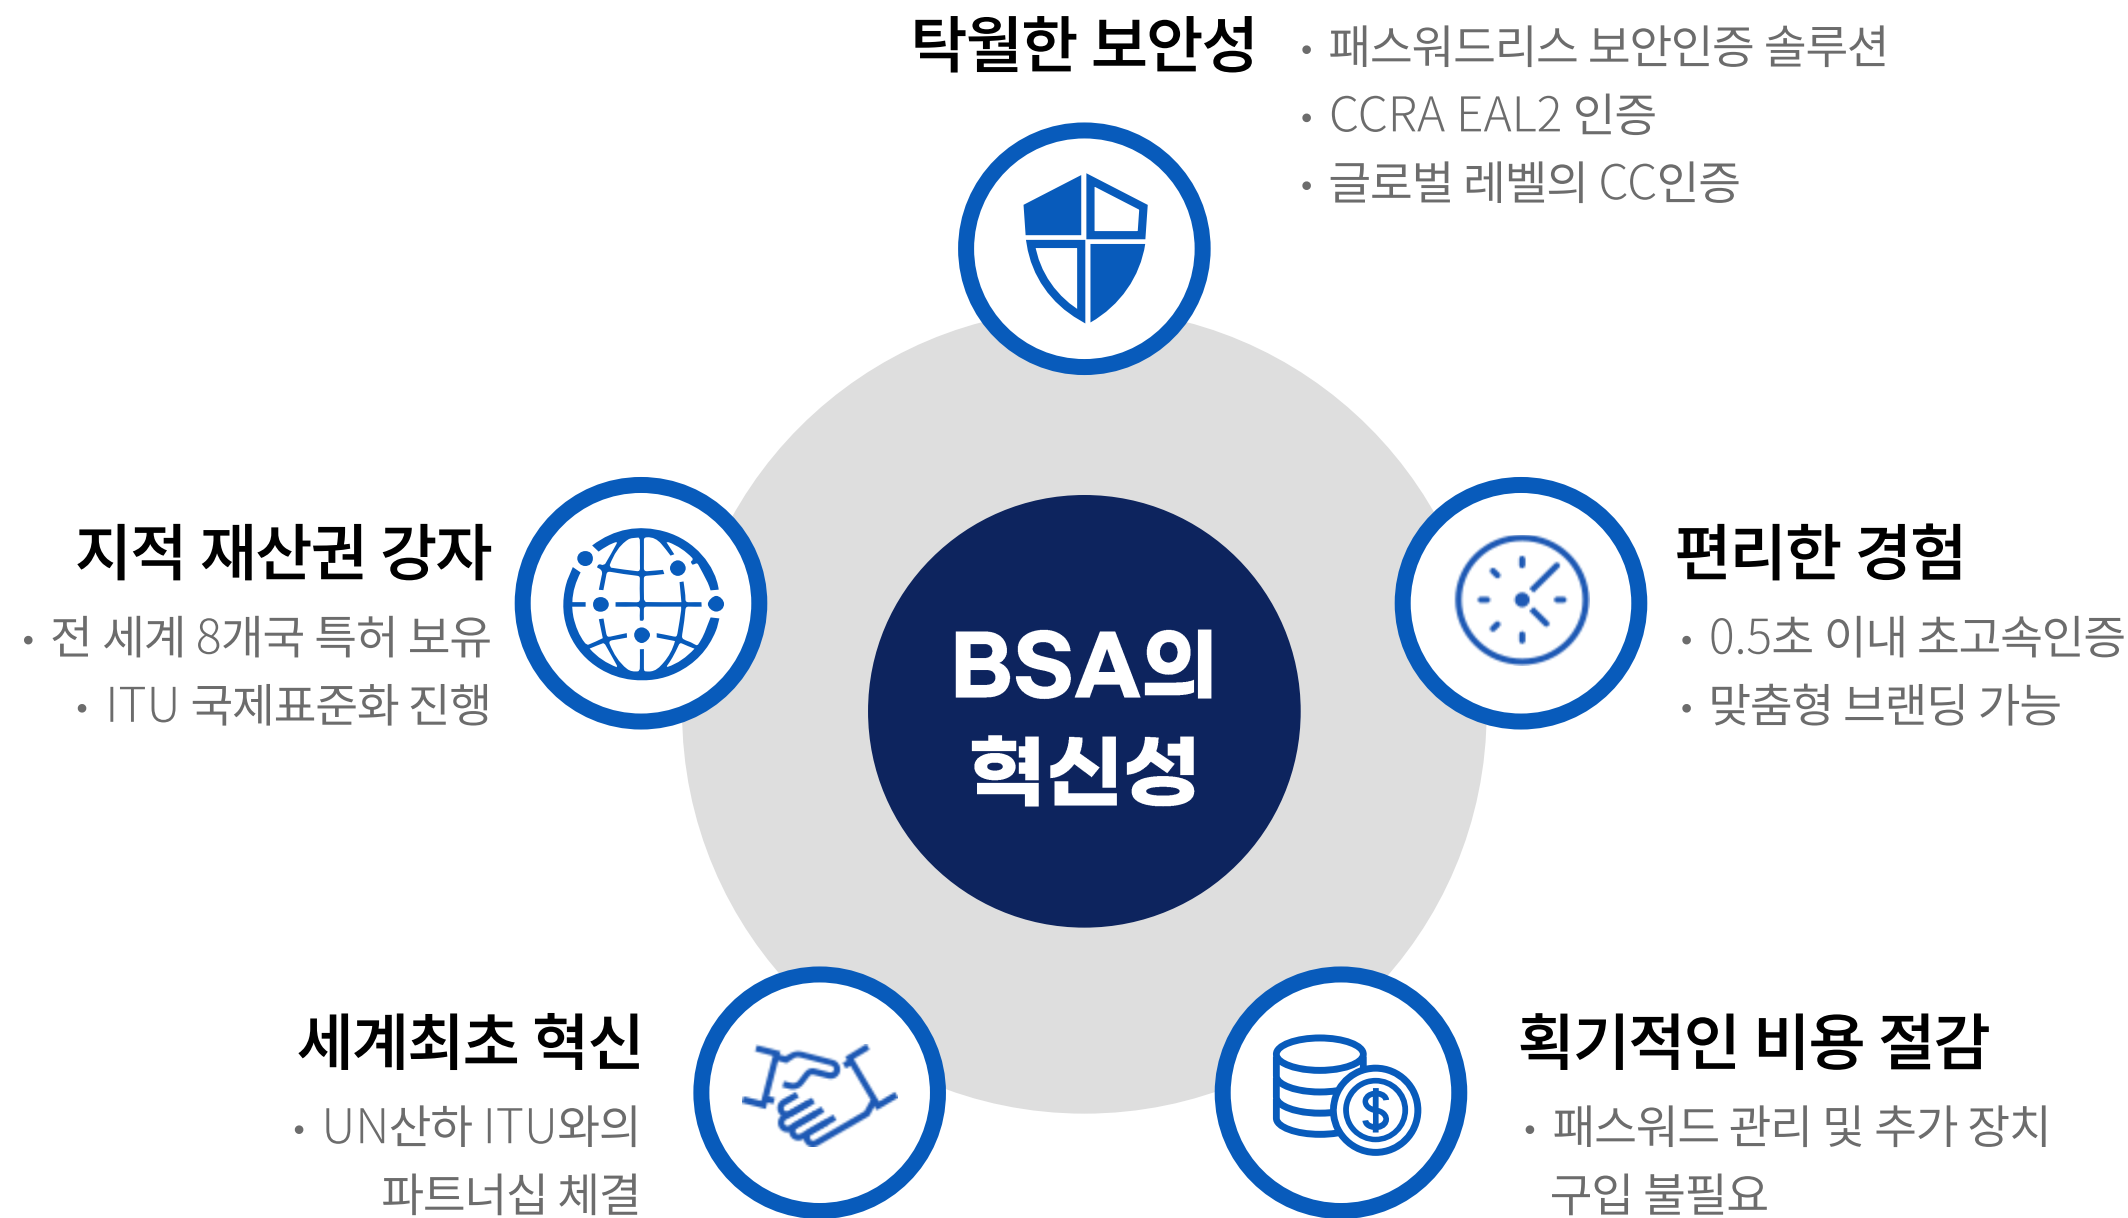 탁월한 보안성
• 패스워드리스 보안인증 솔루션
• CCRA EAL2 인증
• 글로벌 레벨의 CC인증
지적 재산권 강자
• 전 세계 8개국 특허 보유
• ITU 국제표준화 진행
편리한 경험
• 0.5초 이내 초고속인증
• 맞춤형 브랜딩 가능
BSA의
혁신성
세계최초 혁신
• UN산하 ITU와의
파트너십 체결
획기적인 비용 절감
• 패스워드 관리 및 추가 장치
구입 불필요